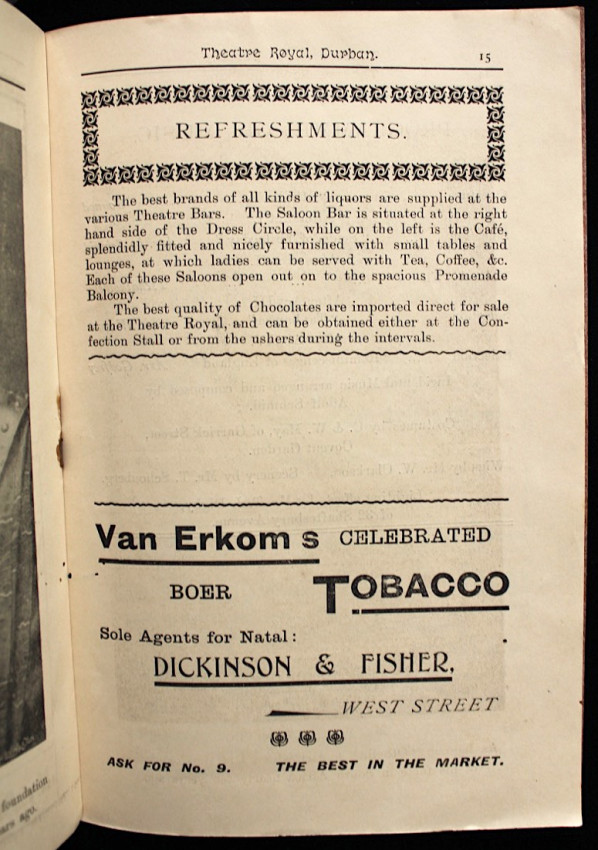 Theatre Royal, Durban.
15
REFRESHMENTS.
The best brands of all kinds of liquors are supplied at the
various Theatre Bars. The Saloon Bar is situated at the right
hand side of the Dress Circle, while on the left is the Café,
splendidly fitted and nicely furnished with small tables and
lounges, at which ladies can be served with Tea, Coffee, &c.
Each of these Saloons open out on to the spacious Promenade
Balcony.
The best quality of Chocolates are imported direct for sale
at the Theatre Royal, and can be obtained either at the Con-
fection Stall or from the ushers during the intervals.
Van Erkom s CELEBRATED
BOER TOBACCO
Sole Agents for Natal:
DICKINSON & FISHER,
WEST STREET
ASK FOR No. 9. THE BEST IN THE MARKET.
foundation
ago.